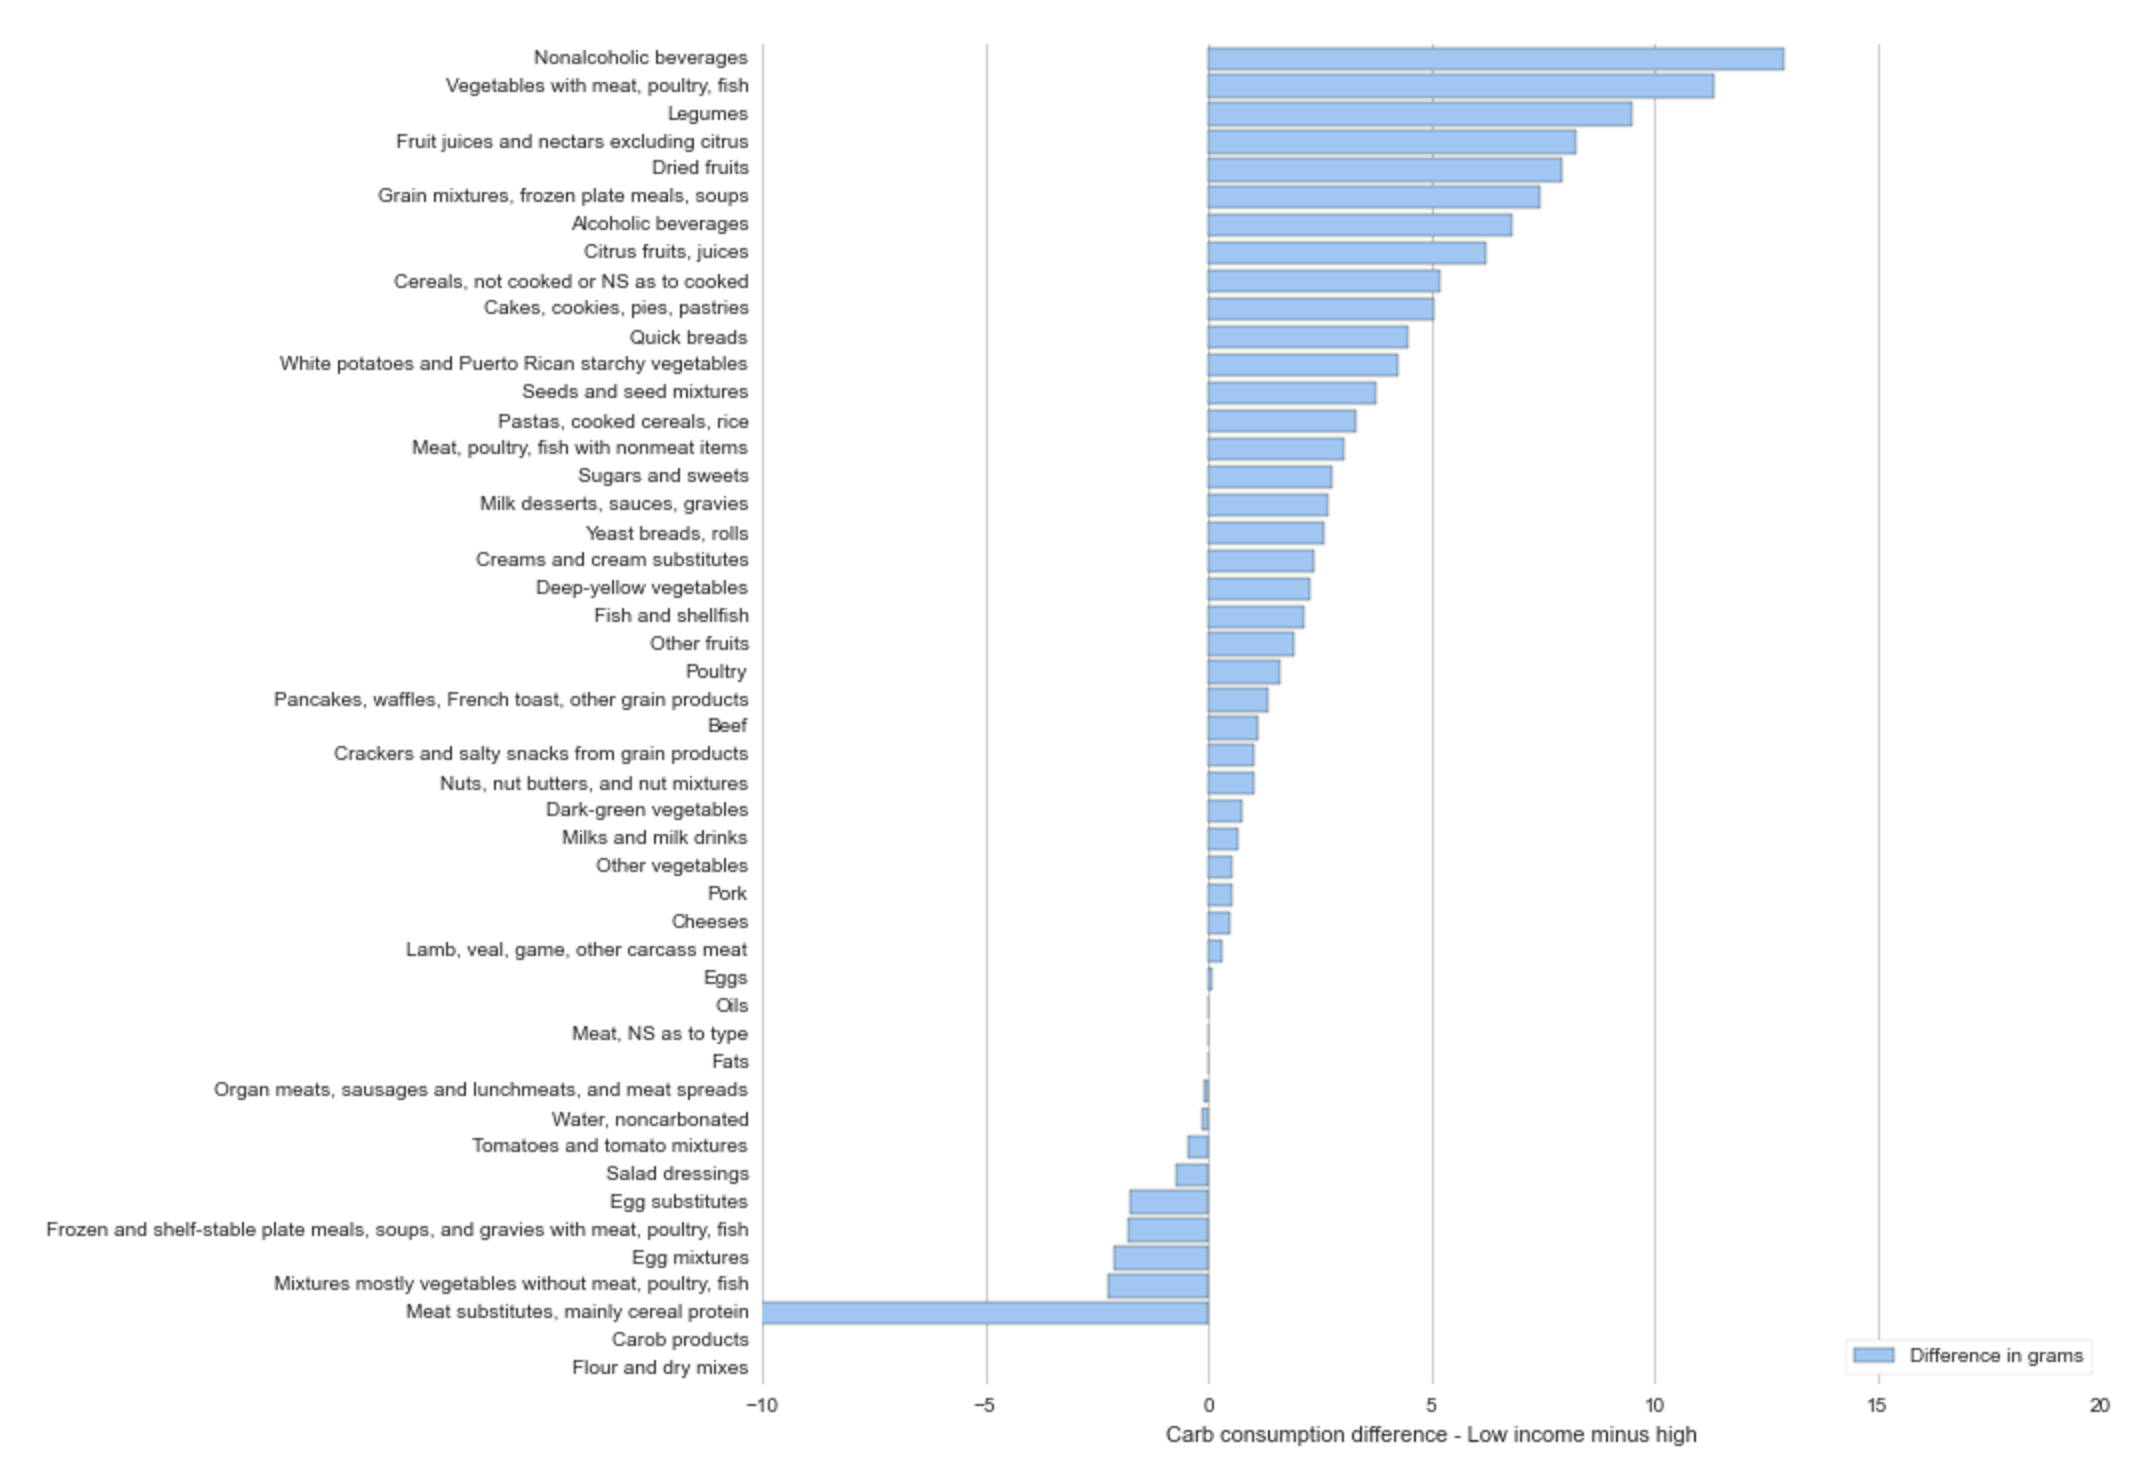 Nonalcoholic beverages
Vegetables with meat, poultry, fish
Legumes
Fruit juices and nectars excluding citrus
Dried fruits
Grain mixtures, frozen plate meals, soups
Alcoholic beverages
Citrus fruits, juices
Cereals, not cooked or NS as to cooked
Cakes, cookies, pies, pastries
Quick breads
White potatoes and Puerto Rican starchy vegetables
Seeds and seed mixtures
Pastas, cooked cereals, rice
Meat, poultry, fish with nonmeat items
Sugars and sweets
Milk desserts, sauces, gravies
Yeast breads, rolls
Creams and cream substitutes
Deep-yellow vegetables
Fish and shellfish
Other fruits
Poultry
Pancakes, waffles, French toast, other grain products
Beef
Crackers and salty snacks from grain products
Nuts, nut butters, and nut mixtures
Dark-green vegetables
Milks and milk drinks
Other vegetables
Pork
Cheeses
Lamb, veal, game, other carcass meat
Eggs
Oils
Meat, NS as to type
Fats
Organ meats, sausages and lunchmeats, and meat spreads
Water, noncarbonated
Tomatoes and tomato mixtures
Salad dressings
Egg substitutes
Frozen and shelf-stable plate meals, soups, and gravies with meat, poultry, fish
Egg mixtures
Mixtures mostly vegetables without meat, poultry, fish
Meat substitutes, mainly cereal protein
Carob products
Flour and dry mixes
Difference in grams
−10 −5 0 5 10 15 20
Carb consumption difference - Low income minus high